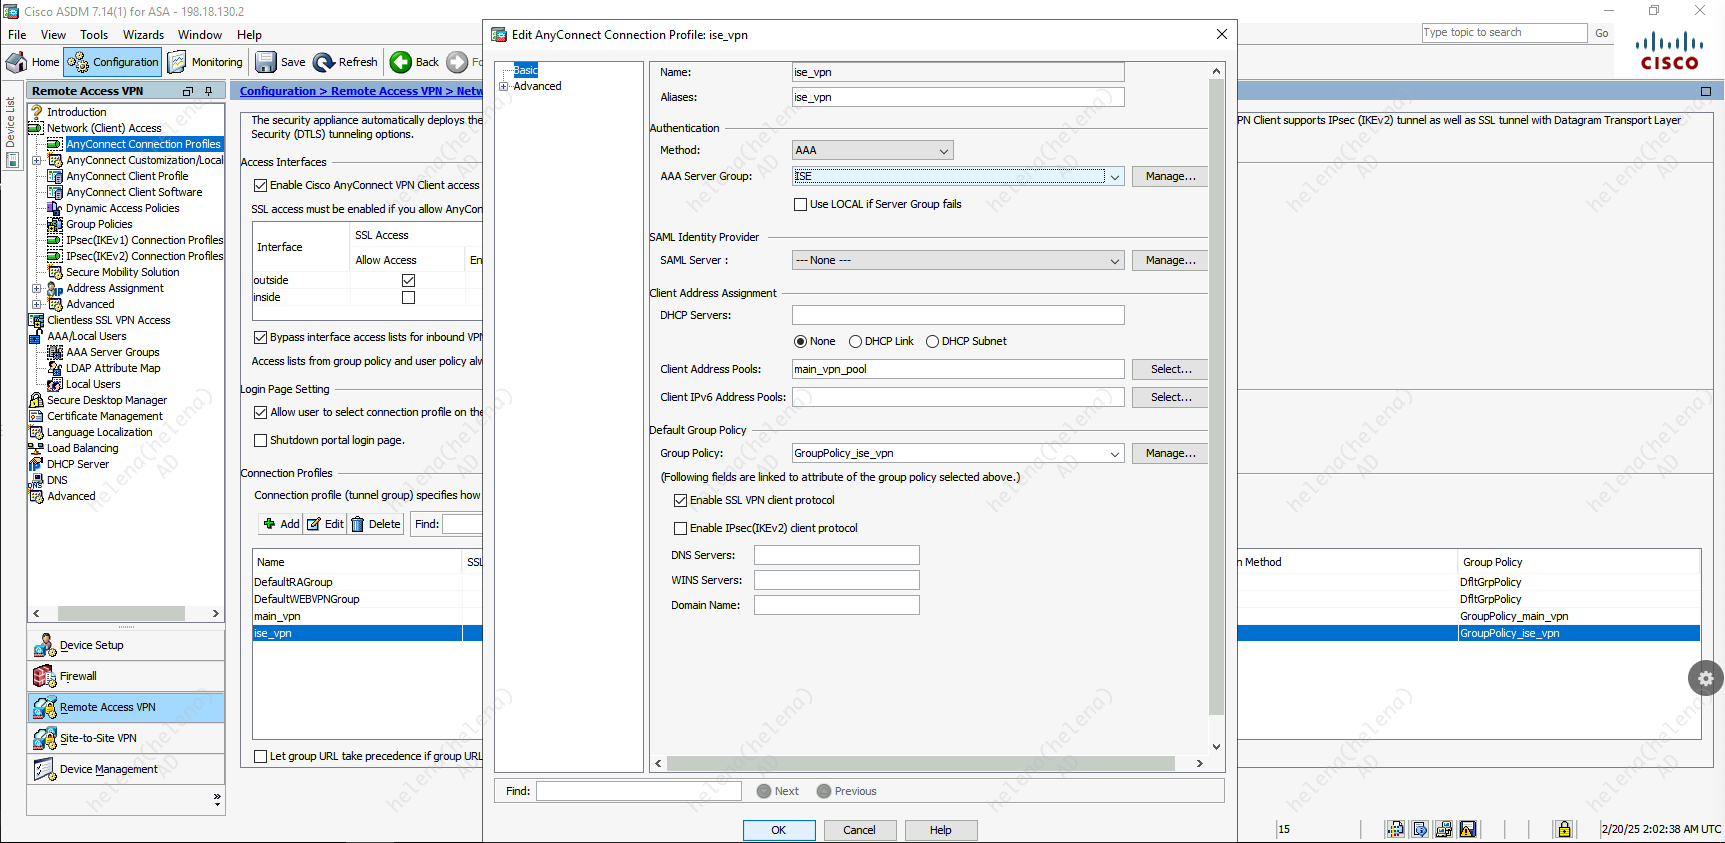 Cisco ASDM 7.14(1) for ASA - 198.18.130.2
File View Tools Wizards Window Help
Type topic to search Go
Home Configuration Monitoring Save Refresh Back Fo
CISCO
Device List
Remote Access VPN
Introduction
Network (Client) Access
AnyConnect Connection Profiles
AnyConnect Customization/Local
AnyConnect Client Profile
AnyConnect Client Software
Dynamic Access Policies
Group Policies
IPsec(IKEv1) Connection Profiles
IPsec(IKEv2) Connection Profiles
Secure Mobility Solution
Address Assignment
Advanced
Clientless SSL VPN Access
AAA/Local Users
AAA Server Groups
LDAP Attribute Map
Local Users
Secure Desktop Manager
Certificate Management
Language Localization
Load Balancing
DHCP Server
DNS
Advanced
Device Setup
Firewall
Remote Access VPN
Site-to-Site VPN
Device Management
Configuration > Remote Access VPN > Netw
The security appliance automatically deploys the
Security (DTLS) tunneling options.
PN Client supports IPsec (IKEv2) tunnel as well as SSL tunnel with Datagram Transport Layer
Access Interfaces
Enable Cisco AnyConnect VPN Client access
SSL access must be enabled if you allow AnyCon
Interface
SSL Access
Allow Access En
outside
inside
Bypass interface access lists for inbound VPN
Access lists from group policy and user policy alw
Login Page Setting
Allow user to select connection profile on the
Shutdown portal login page.
Connection Profiles
Connection profile (tunnel group) specifies how
Add Edit Delete Find:
Name SSL n Method Group Policy
DefaultRAGroup DfltGrpPolicy
DefaultWEBVPNGroup DfltGrpPolicy
main_vpn GroupPolicy_main_vpn
ise_vpn GroupPolicy_ise_vpn
Let group URL take precedence if group URL
Edit AnyConnect Connection Profile: ise_vpn
Basic
Advanced
Name: ise_vpn
Aliases: ise_vpn
Authentication
Method: AAA
AAA Server Group: ISE Manage...
Use LOCAL if Server Group fails
SAML Identity Provider
SAML Server : --- None --- Manage...
Client Address Assignment
DHCP Servers:
None DHCP Link DHCP Subnet
Client Address Pools: main_vpn_pool Select...
Client IPv6 Address Pools: Select...
Default Group Policy
Group Policy: GroupPolicy_ise_vpn Manage...
(Following fields are linked to attribute of the group policy selected above.)
Enable SSL VPN client protocol
Enable IPsec(IKEv2) client protocol
DNS Servers:
WINS Servers:
Domain Name:
Find: Next Previous
OK Cancel Help
15
2/20/25 2:02:38 AM UTC
helena(helena)
AD